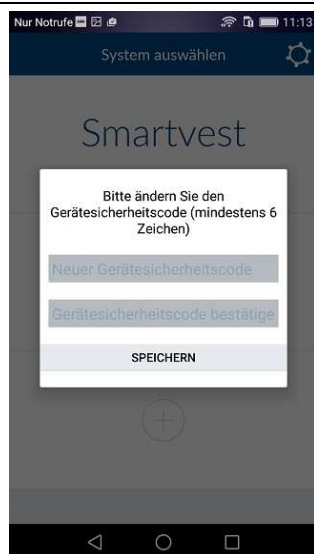 Nur Notrufe
11:13
System auswählen
Smartvest
Bitte ändern Sie den
Gerätesicherheitscode (mindestens 6
Zeichen)
Neuer Gerätesicherheitscode
Gerätesicherheitscode bestätige
SPEICHERN